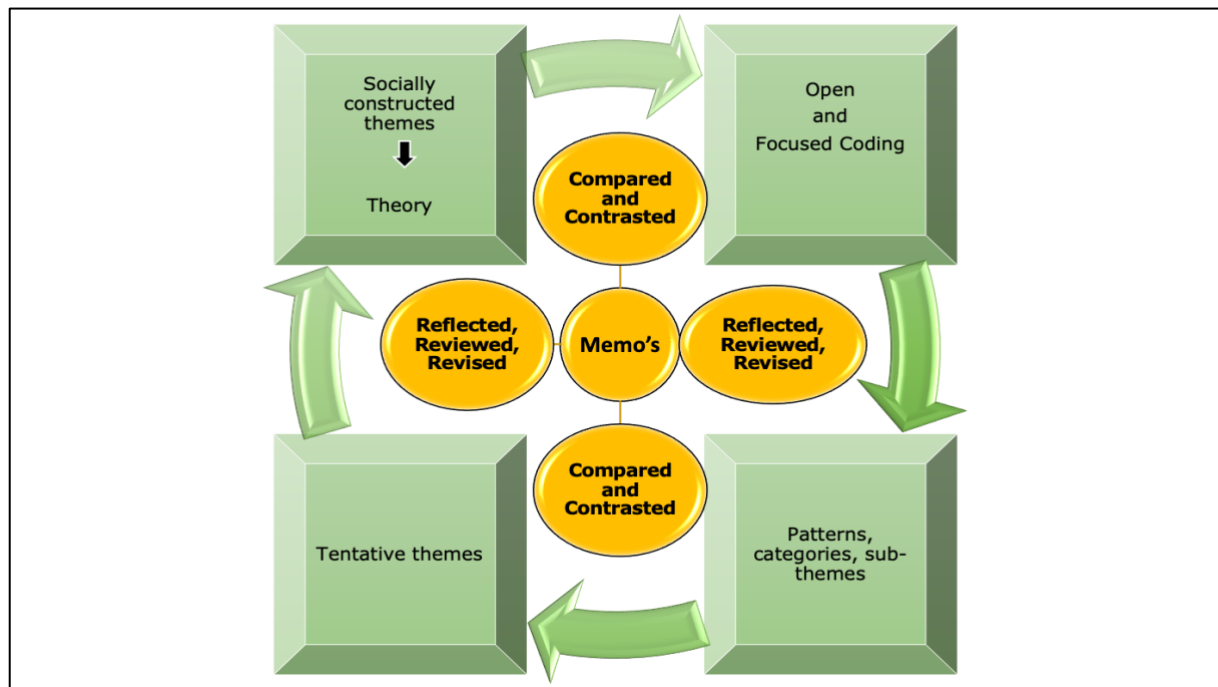 Socially
constructed
themes
Theory
Open
and
Focused Coding
Compared
and
Contrasted
Reflected,
Reviewed,
Revised
Memo's
Reflected,
Reviewed,
Revised
Compared
and
Contrasted
Tentative themes
Patterns,
categories, sub-
themes